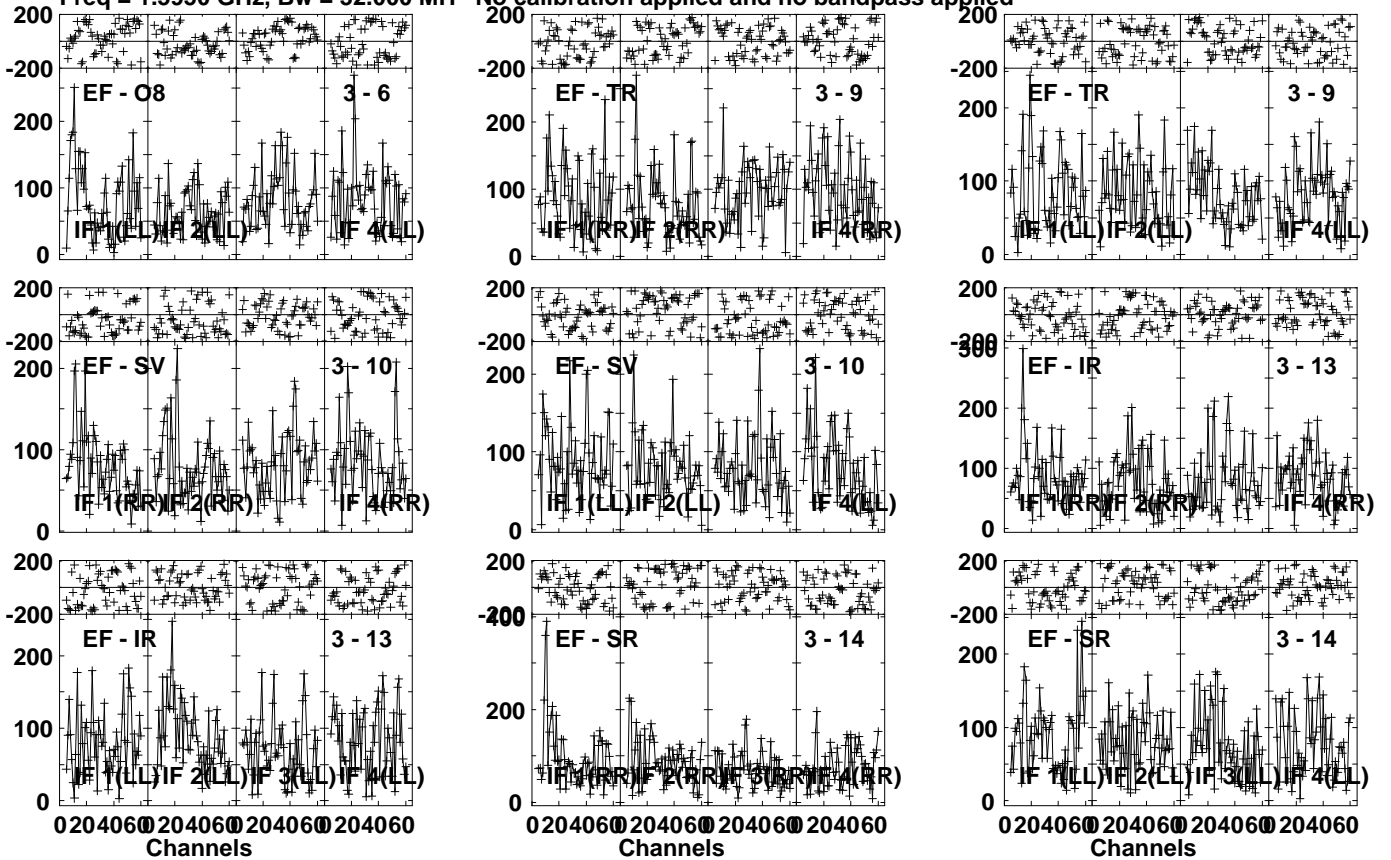 GHz, Bw = 32.000 MH No calibration applied and no bandpass applied
200 200 200
-200 -200 -200
EF - O8 3 - 6 EF - TR 3 - 9 EF - TR 3 - 9
200 200 200
100 100 100
IF 1(LL) IF 2(LL) IF 4(LL) IF 1(RR) IF 2(RR) IF 4(RR) IF 1(LL) IF 2(LL) IF 4(LL)
0 0 0
200 200 200
-200 -200 -200
300
EF - SV 3 - 10 EF - SV 3 - 10 EF - IR 3 - 13
200 200 200
100 100 100
IF 1(RR) IF 2(RR) IF 4(RR) IF 1(LL) IF 2(LL) IF 4(LL) IF 1(RR) IF 2(RR) IF 4(RR)
0 0 0
200 200 200
-200 -200 -200
400
EF - IR 3 - 13 EF - SR 3 - 14 EF - SR 3 - 14
200 200 200
100 100
IF 1(LL) IF 2(LL) IF 3(LL) IF 4(LL) IF 1(RR) IF 2(RR) IF 3(RR) IF 4(RR) IF 1(LL) IF 2(LL) IF 3(LL) IF 4(LL)
0 0 0
0 20 40 60 0 20 40 60 0 20 40 60 0 20 40 60 0 20 40 60 0 20 40 60 0 20 40 60 0 20 40 60 0 20 40 60 0 20 40 60 0 20 40 60 0 20 40 60
Channels Channels Channels